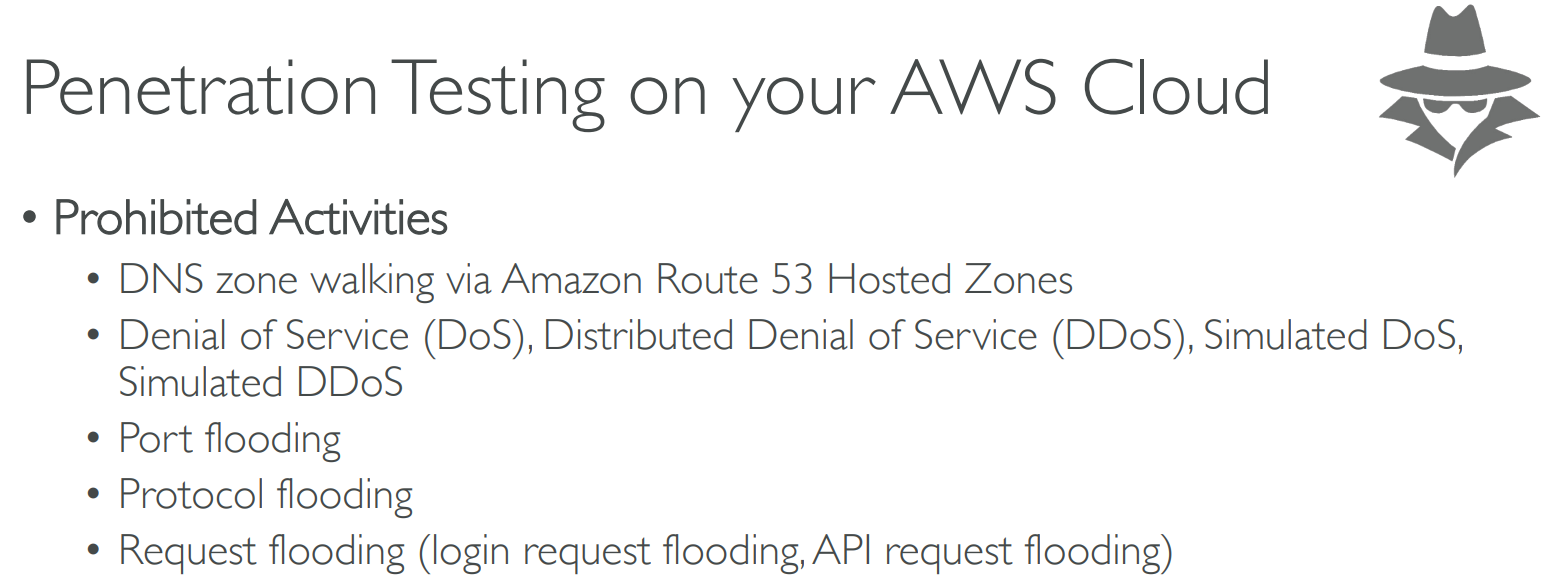 Penetration Testing on your AWS Cloud
• Prohibited Activities
• DNS zone walking via Amazon Route 53 Hosted Zones
• Denial of Service (DoS), Distributed Denial of Service (DDoS), Simulated DoS,
Simulated DDoS
• Port flooding
• Protocol flooding
• Request flooding (login request flooding, API request flooding)